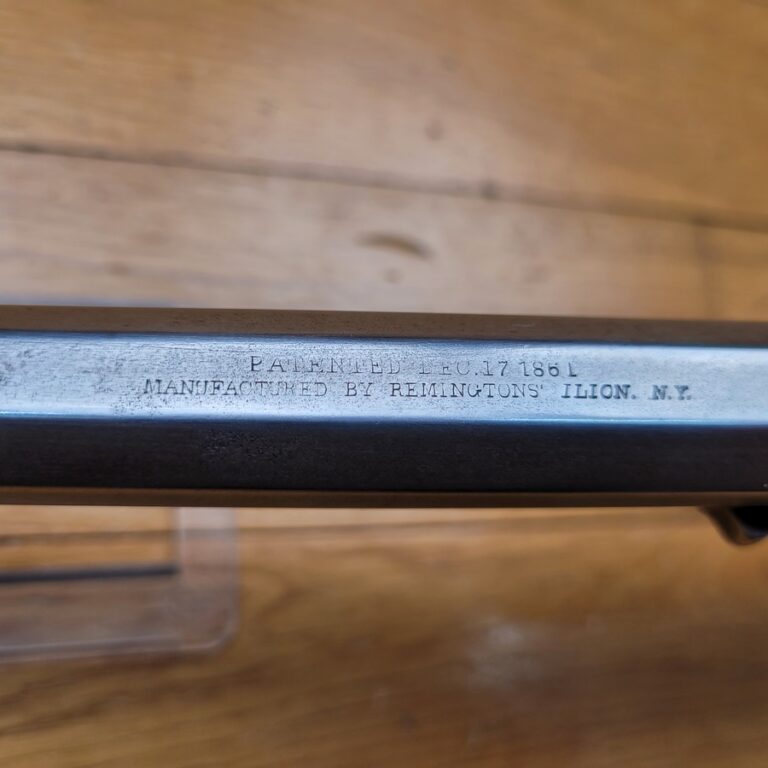 PATENTED DEC. 17 1861
MANUFACTURED BY REMINGTONS' ILION. N.Y.